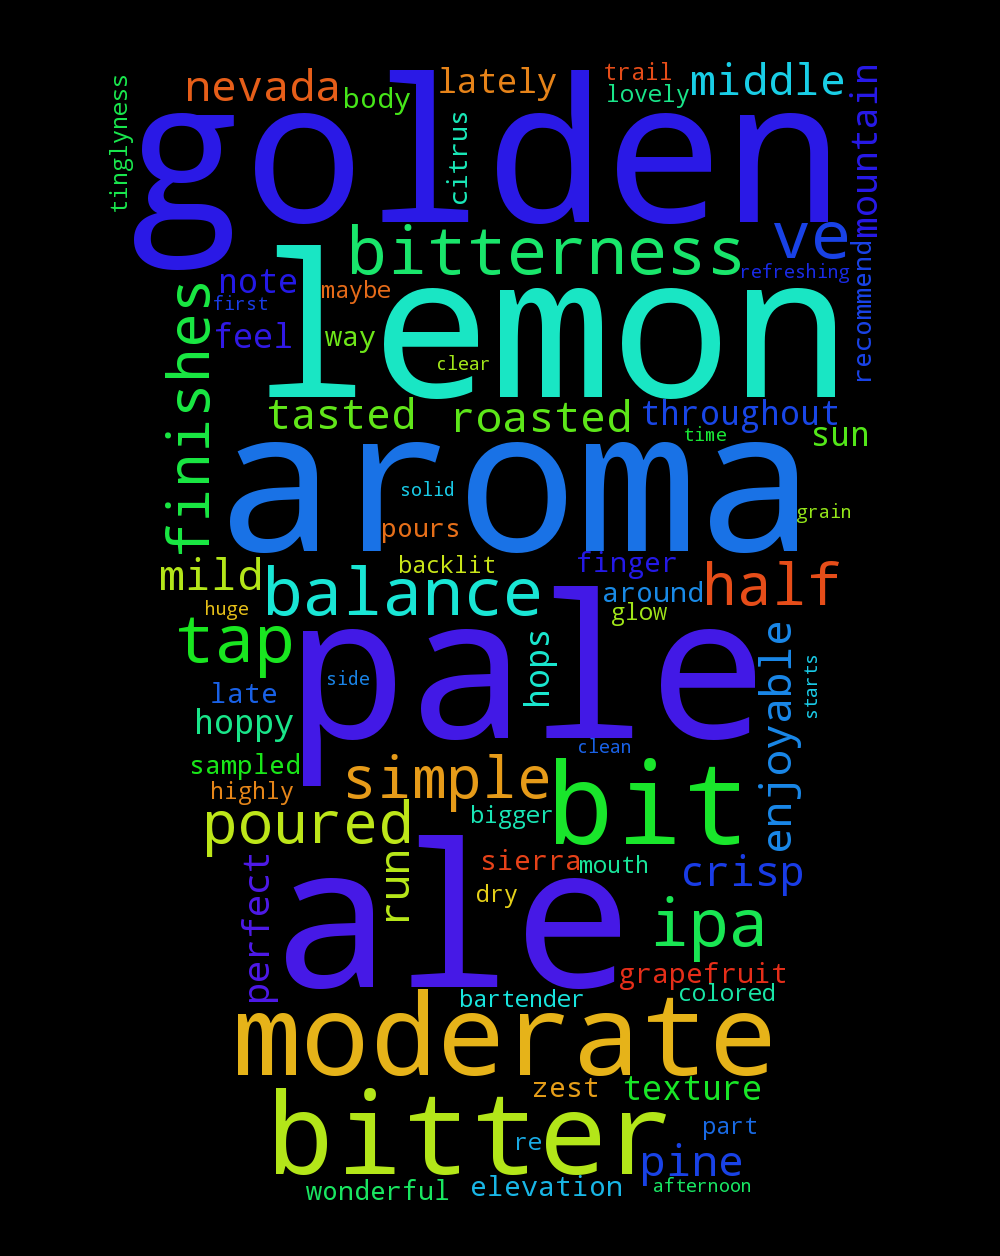 nevada
body
lately
trail
lovely
middle
tinglyness
golden
citrus
mountain
bitterness
ve
note
first
maybe
lemon
refreshing
recommend
finishes
feel
way
clear
tasted
roasted
throughout
time
sun
aroma
solid
pours
grain
mild
backlit
finger
huge
balance
around
half
glow
tap
pale
hops
enjoyable
side
late
starts
hoppy
clean
sampled
highly
simple
bit
poured
bigger
run
sierra
mouth
crisp
perfect
ale
dry
ipa
grapefruit
bartender
colored
moderate
zest
texture
bitter
re
part
pine
wonderful
elevation
afternoon